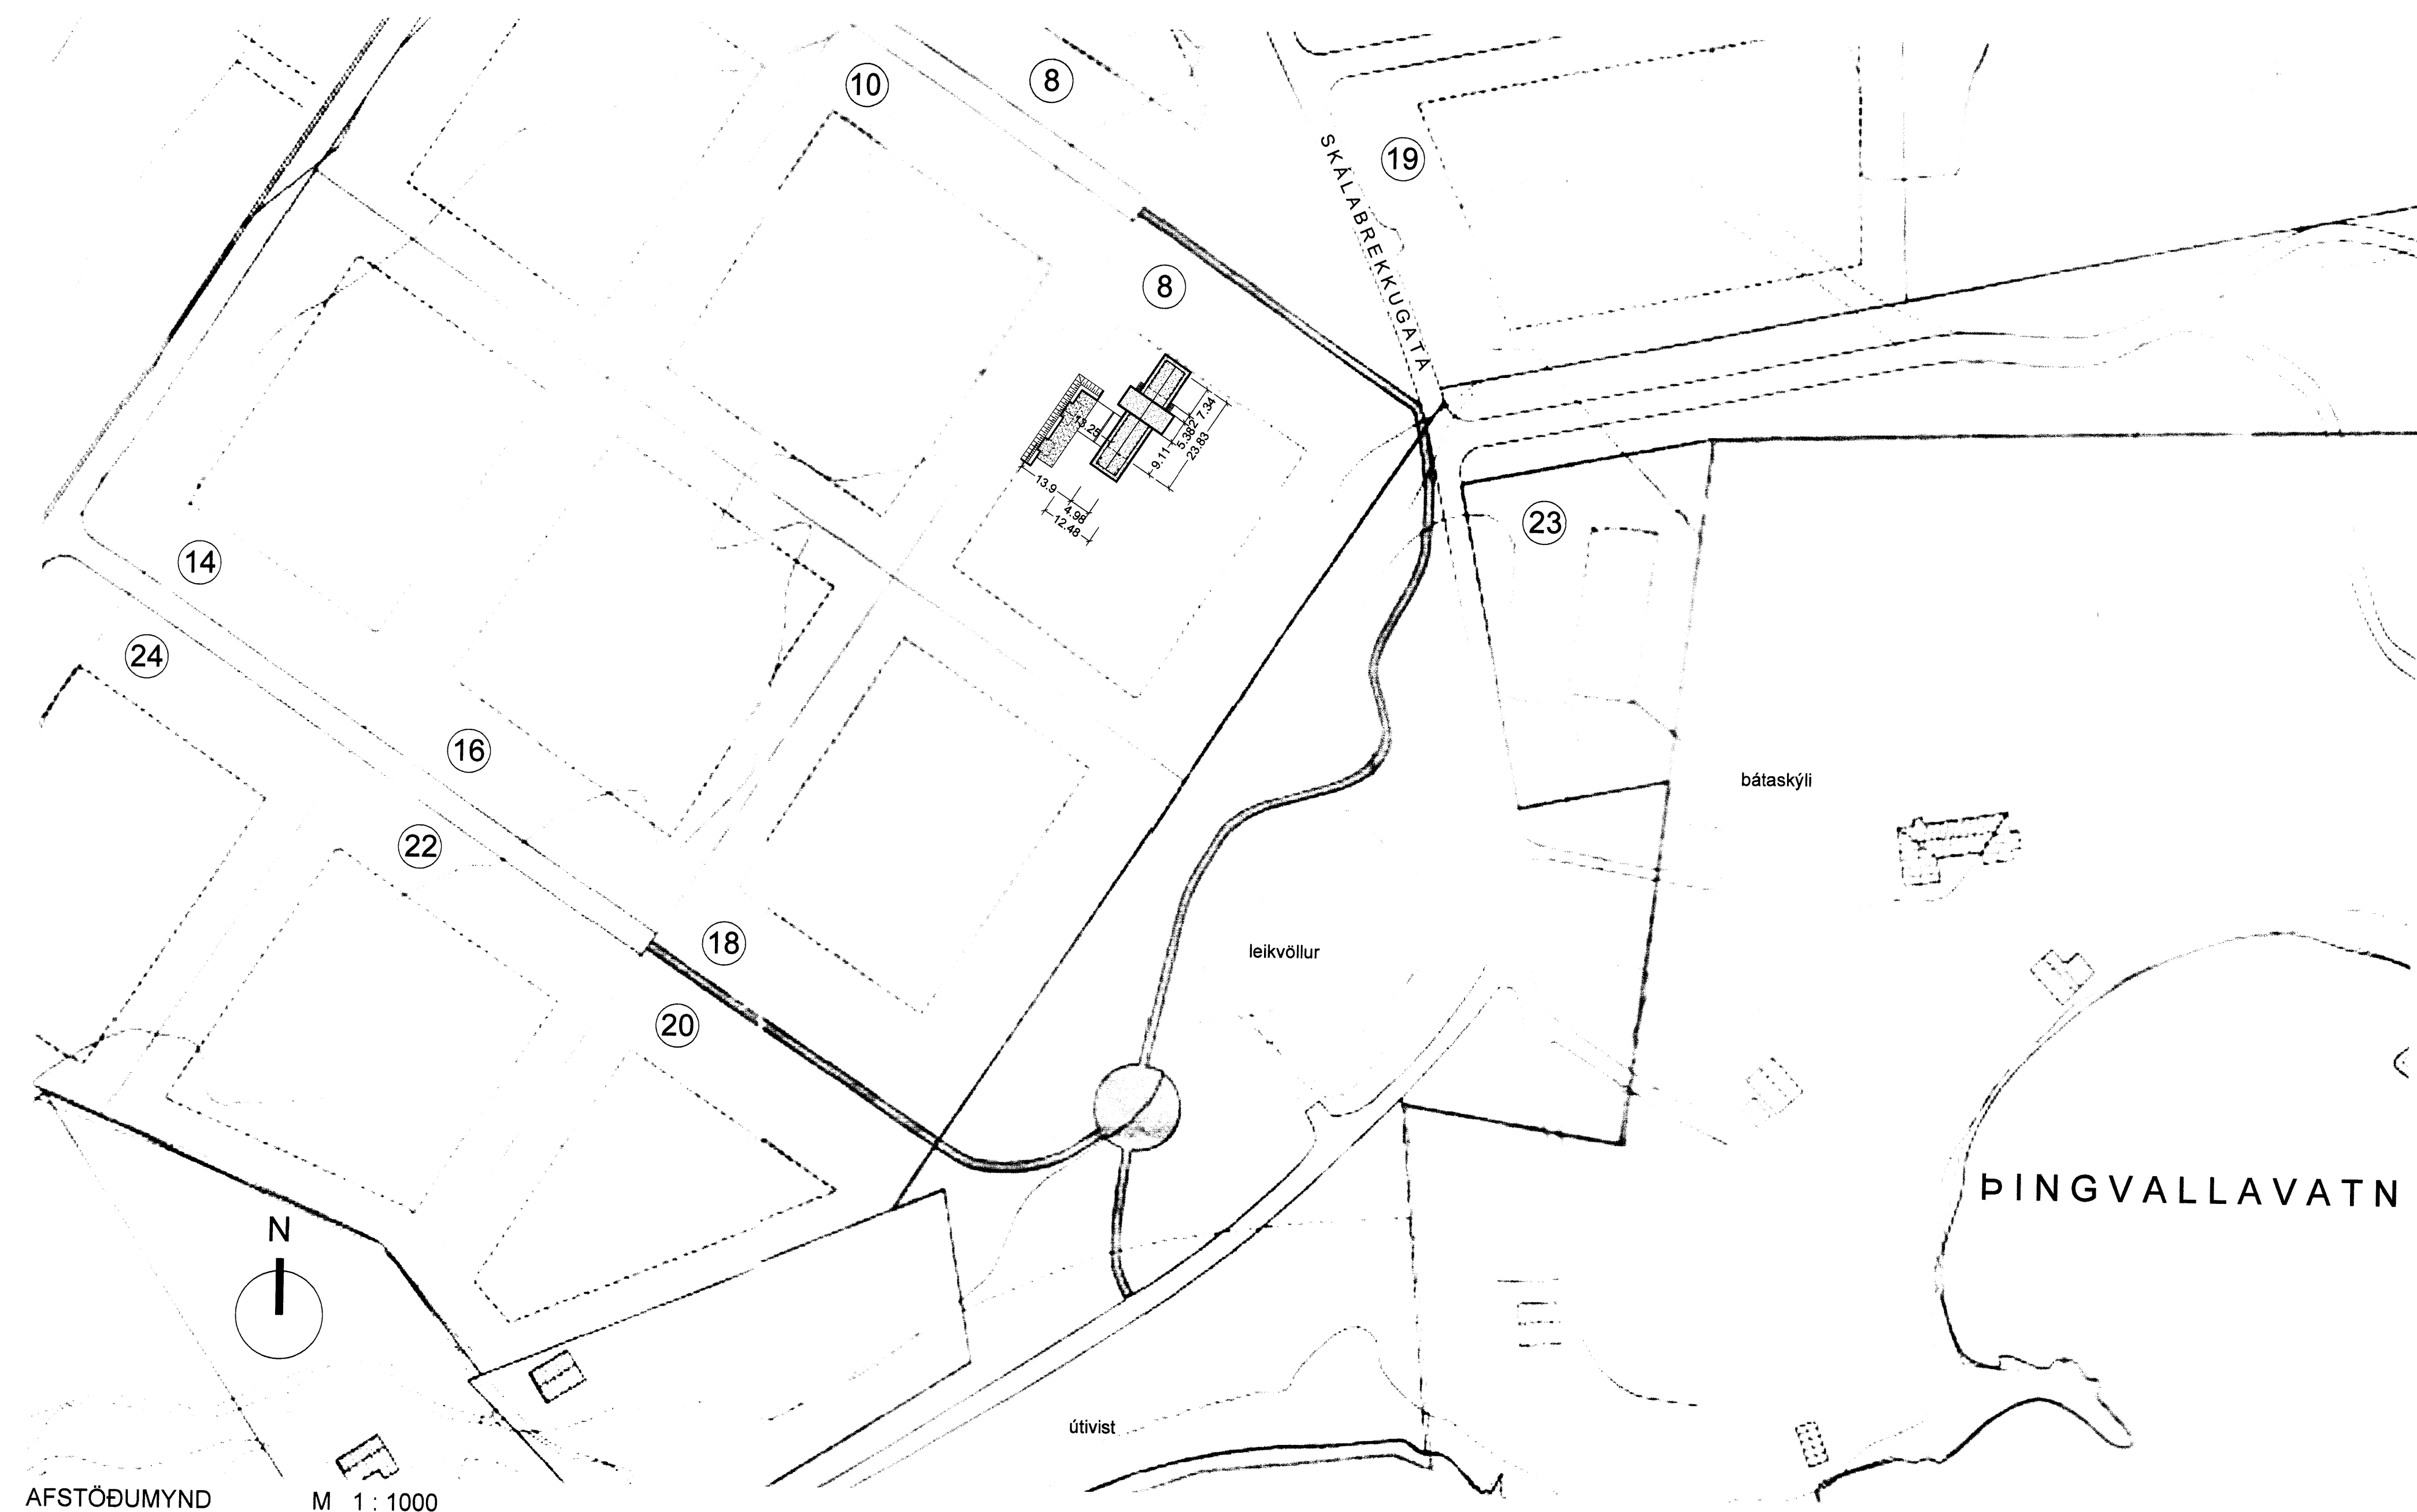 10
8
19
SKÁLABREKKUGATA
8
7.34
5.382
23.83
9.11
13.25
13.9
4.98
12.48
23
14
24
16
22
18
20
bátaskýli
leikvöllur
ÞINGVALLAVATN
N
útivist
AFSTÖÐUMYND M 1 : 1000